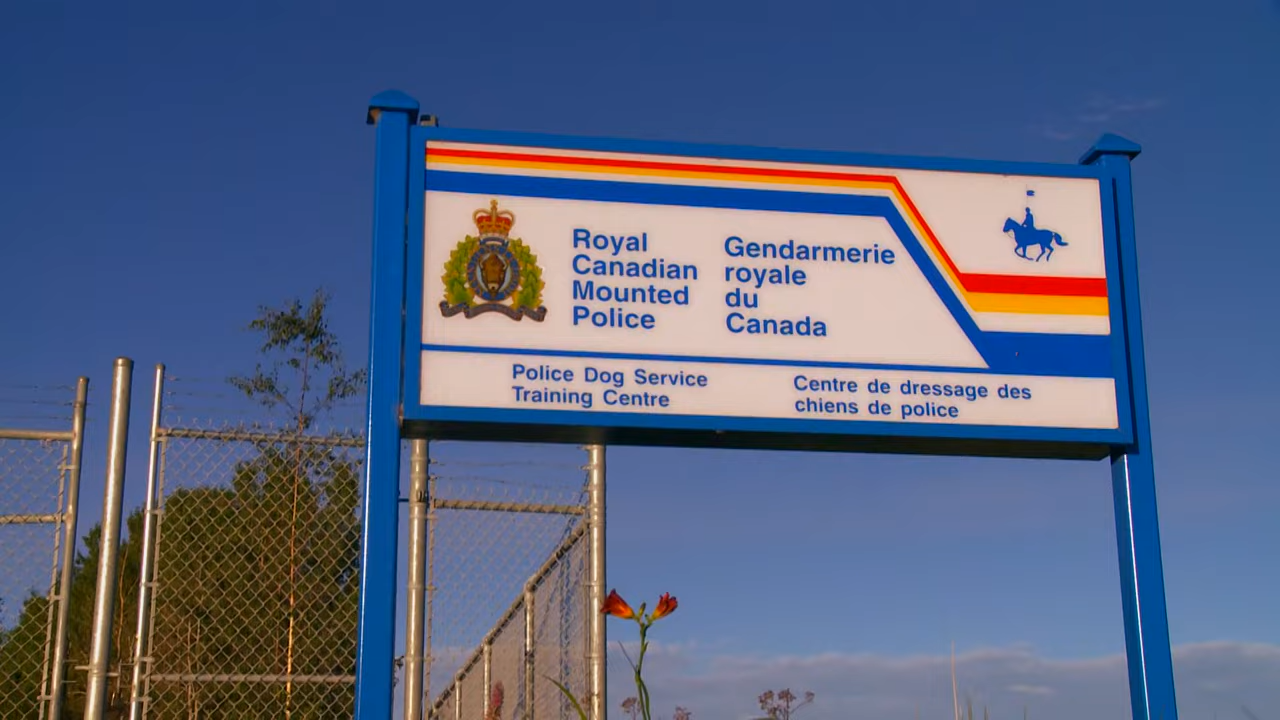 Royal
Canadian
Mounted
Police
Gendarmerie
royale
du
Canada
Police Dog Service
Training Centre
Centre de dressage des
chiens de police